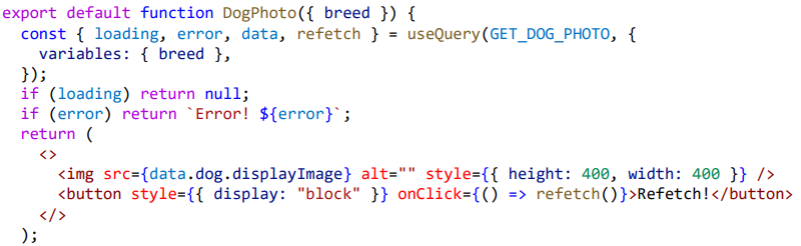 export default function DogPhoto({ breed }) {
  const { loading, error, data, refetch } = useQuery(GET_DOG_PHOTO, {
    variables: { breed },
  });
  if (loading) return null;
  if (error) return `Error! ${error}`;
  return (
    <>
      <img src={data.dog.displayImage} alt="" style={{ height: 400, width: 400 }} />
      <button style={{ display: "block" }} onClick={() => refetch()}>Refetch!</button>
    </>
  );